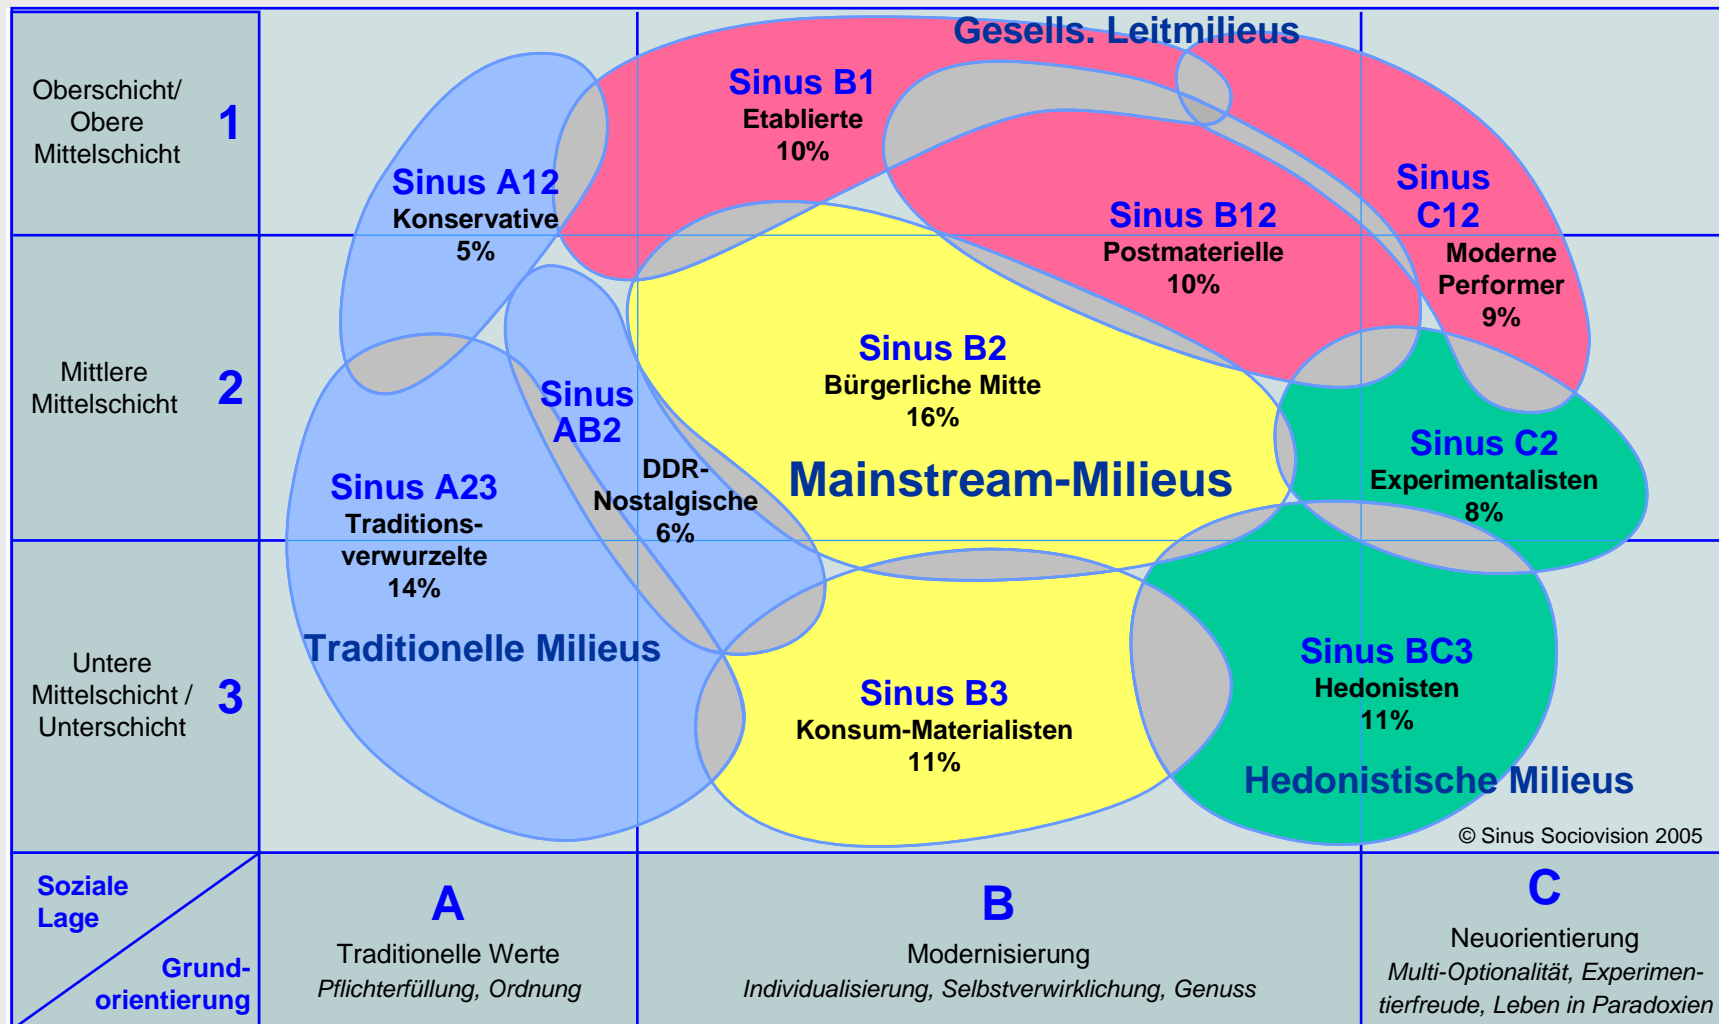 Gesells. Leitmilieus
Oberschicht/
Obere
Mittelschicht
1
Sinus B1
Etablierte
10%
Sinus A12
Konservative
5%
Sinus B12
Postmaterielle
10%
Sinus
C12
Moderne
Performer
9%
Mittlere
Mittelschicht
2
Sinus B2
Bürgerliche Mitte
16%
Sinus
AB2
DDR-
Nostalgische
6%
Mainstream-Milieus
Sinus C2
Experimentalisten
8%
Sinus A23
Traditions-
verwurzelte
14%
Traditionelle Milieus
Untere
Mittelschicht /
Unterschicht
3
Sinus B3
Konsum-Materialisten
11%
Sinus BC3
Hedonisten
11%
Hedonistische Milieus
© Sinus Sociovision 2005
Soziale
Lage
Grund-
orientierung
A
Traditionelle Werte
Pflichterfüllung, Ordnung
B
Modernisierung
Individualisierung, Selbstverwirklichung, Genuss
C
Neuorientierung
Multi-Optionalität, Experimen-
tierfreude, Leben in Paradoxien